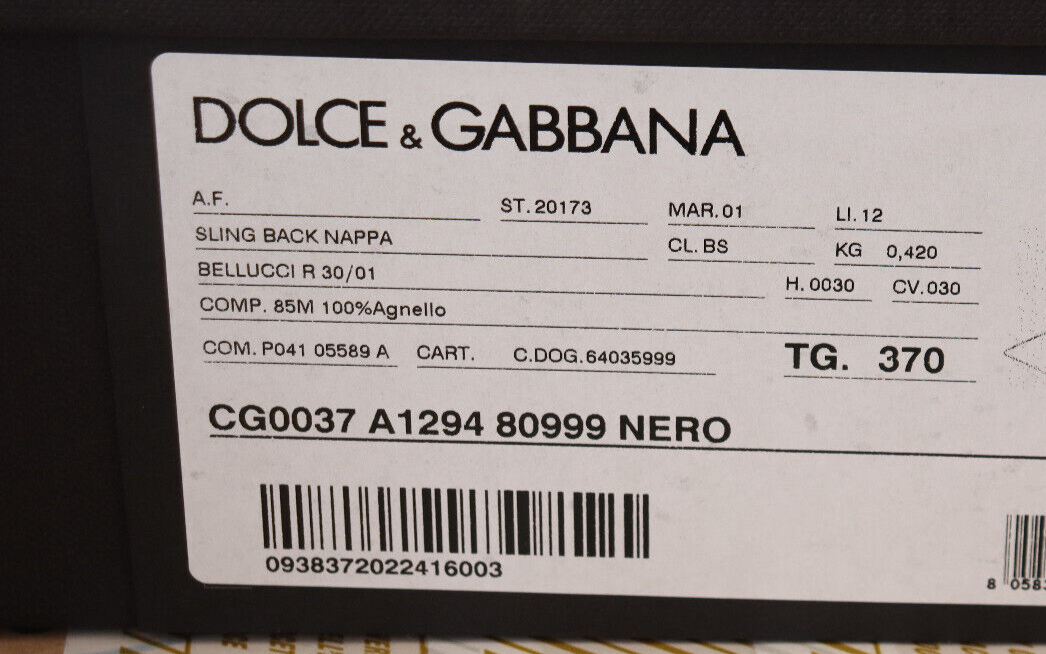 DOLCE & GABBANA
A.F. ST. 20173 MAR. 01 LI. 12
SLING BACK NAPPA CL. BS KG 0,420
BELLUCCI R 30/01 H. 0030 CV. 030
COMP. 85M 100%Agnello
COM. P041 05589 A CART. C.DOG.64035999 TG. 370
CG0037 A1294 80999 NERO
0938372022416003
8 058